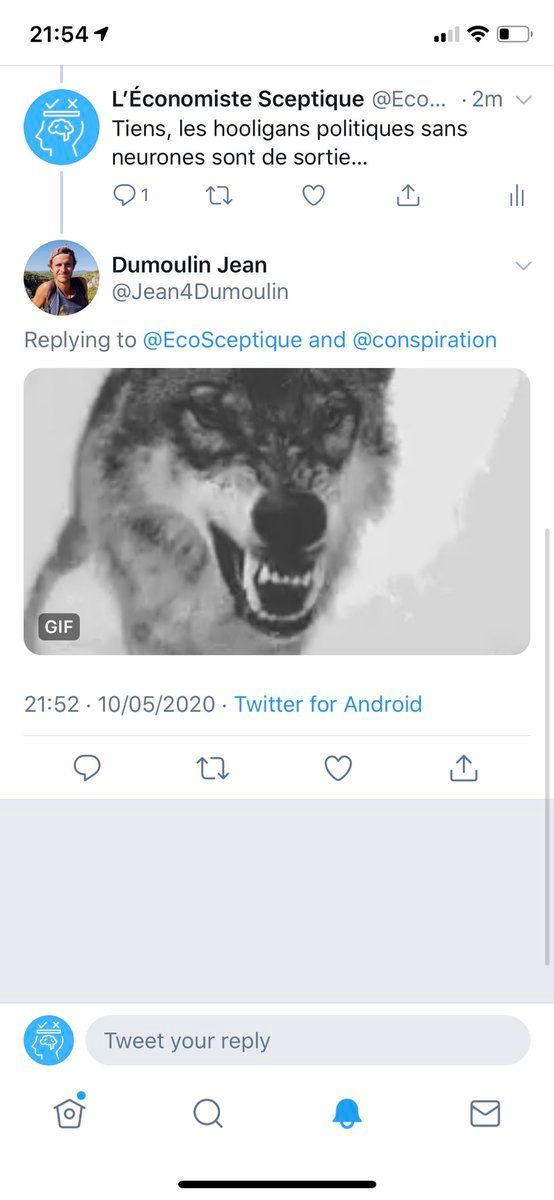 21:54
L'Économiste Sceptique @Eco... · 2m
Tiens, les hooligans politiques sans
neurones sont de sortie...
1
Dumoulin Jean
@Jean4Dumoulin
Replying to @EcoSceptique and @conspiration
GIF
21:52 · 10/05/2020 · Twitter for Android
Tweet your reply